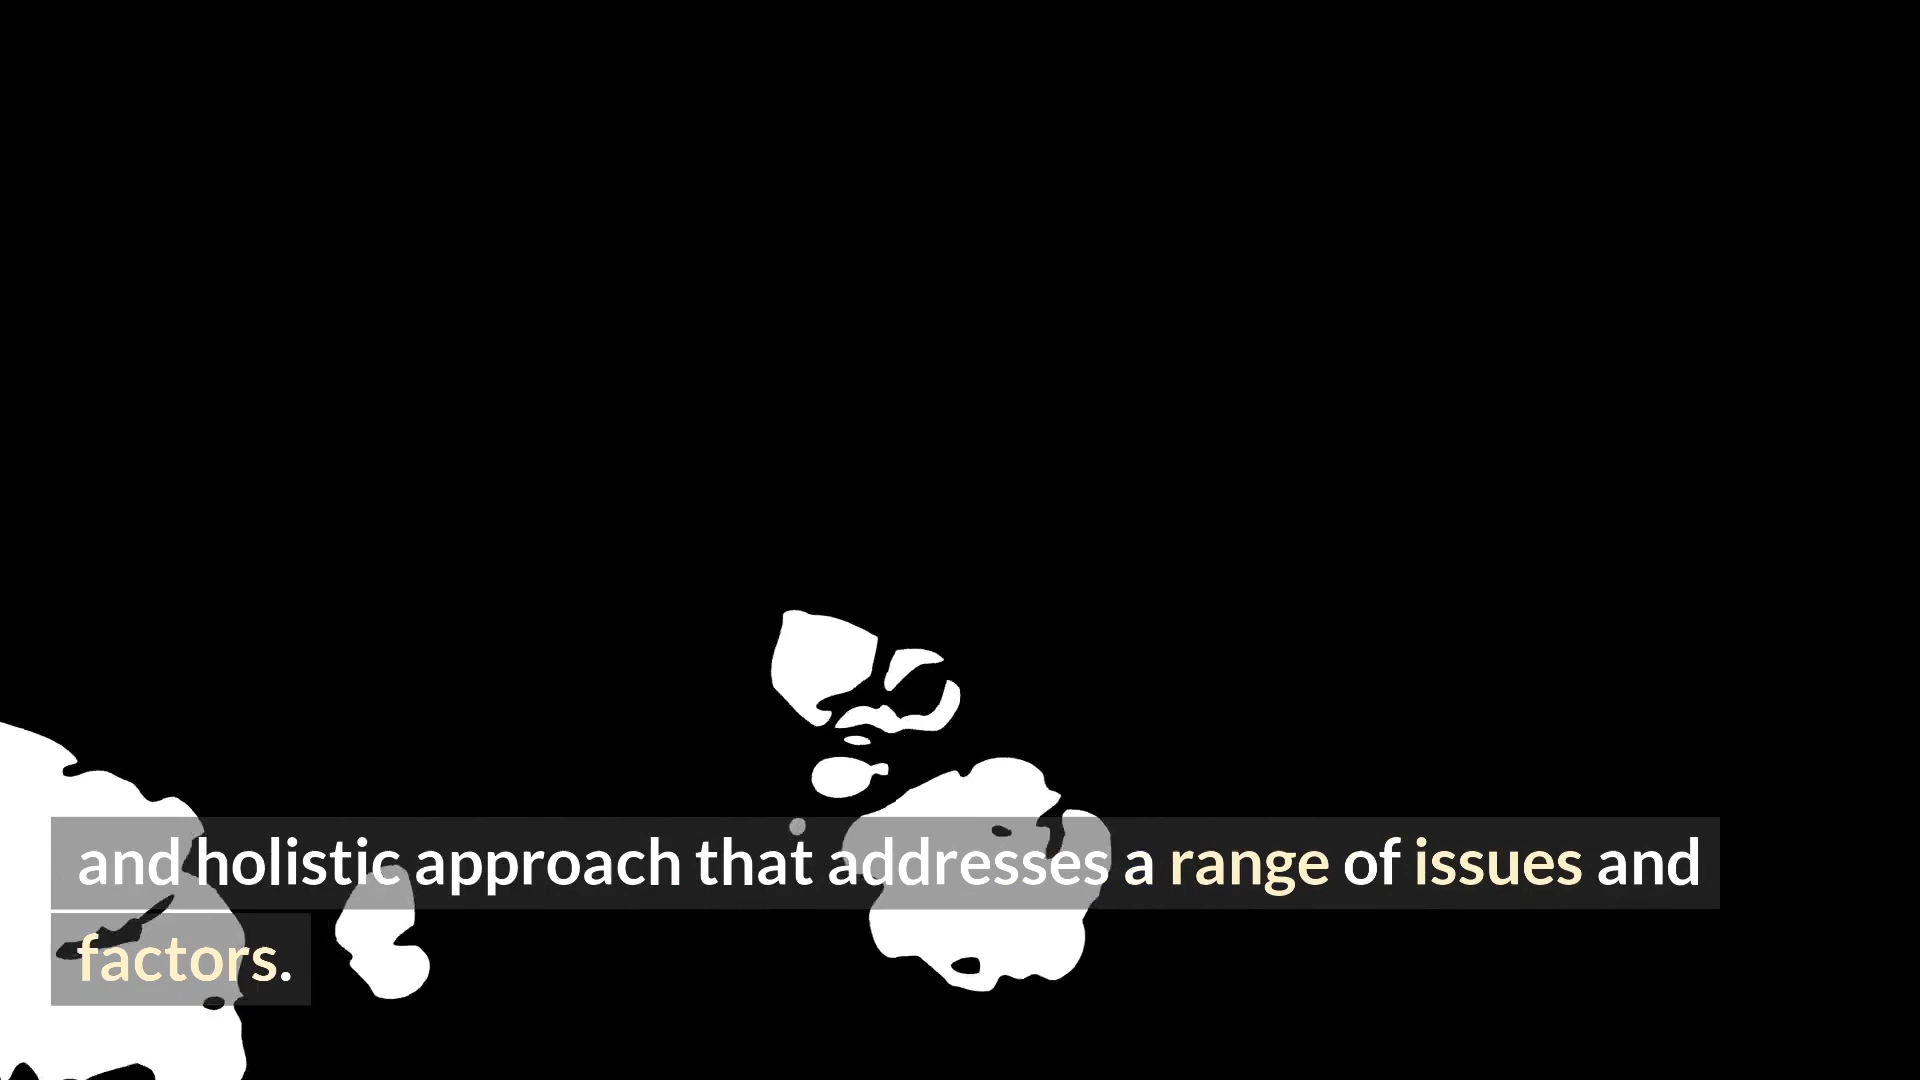 and holistic approach that addresses a range of issues and
factors.